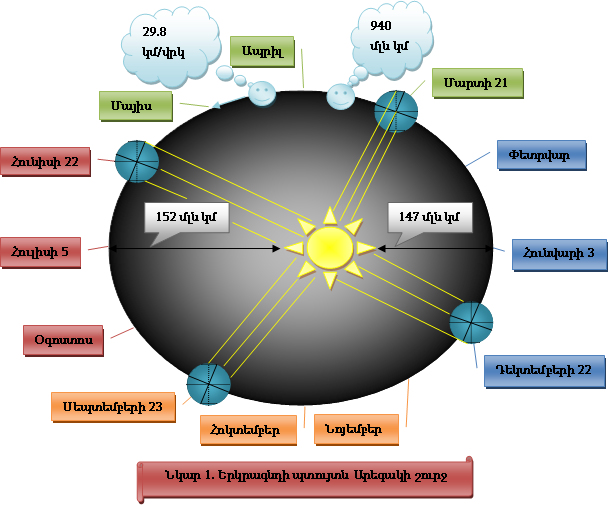 29.8
կմ/վրկ
940
մլն կմ
Ապրիլ
Մարտի 21
Մայիս
Փետրվար
Հունիսի 22
152 մլն կմ
147 մլն կմ
Հուլիսի 5
Հունվարի 3
Օգոստոս
Դեկտեմբերի 22
Սեպտեմբերի 23
Հոկտեմբեր
Նոյեմբեր
Նկար 1. Երկրագնդի պտույտն Արեգակի շուրջ